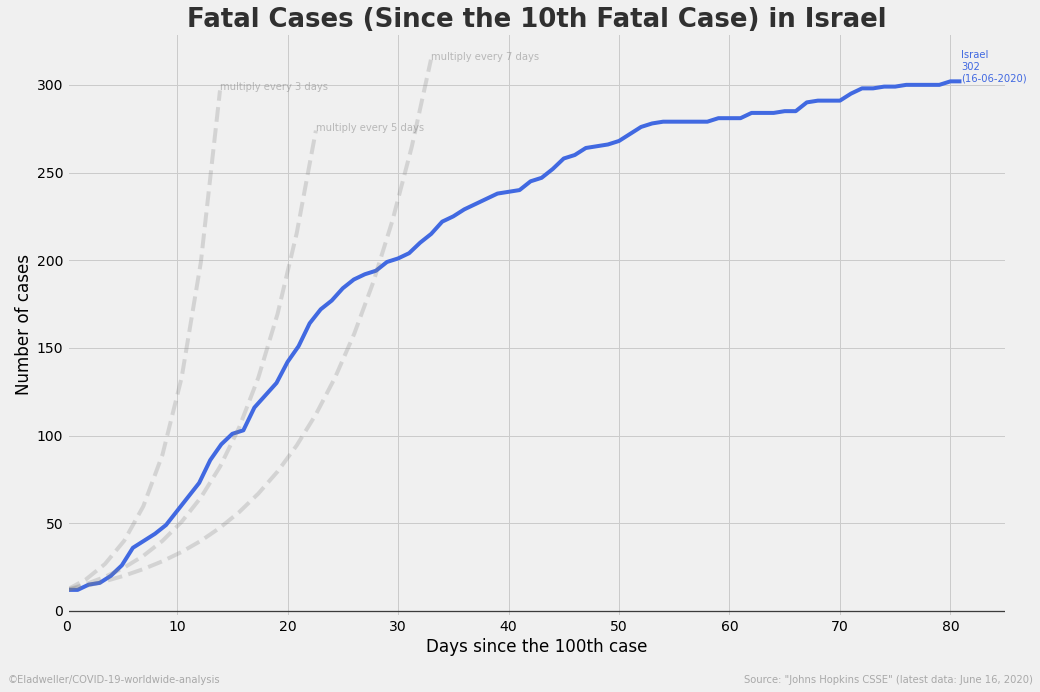 Fatal Cases (Since the 10th Fatal Case) in Israel
multiply every 7 days
Israel
302
(16-06-2020)
multiply every 3 days
multiply every 5 days
Number of cases
300
250
200
150
100
50
0
0 10 20 30 40 50 60 70 80
Days since the 100th case
©Eladweller/COVID-19-worldwide-analysis
Source: "Johns Hopkins CSSE" (latest data: June 16, 2020)